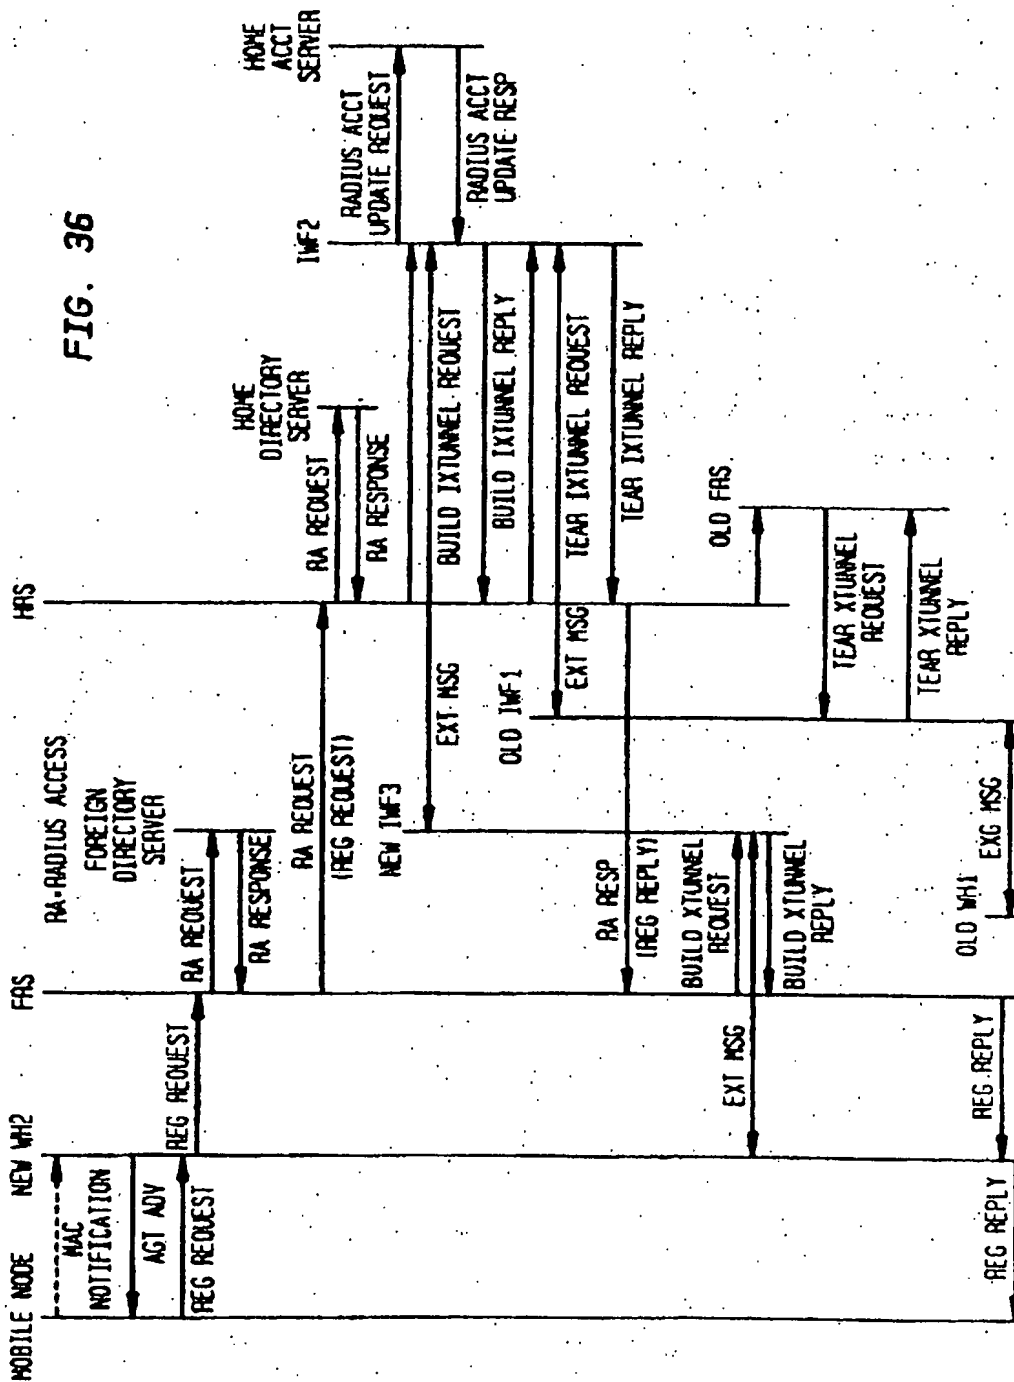 FIG. 36
MOBILE NODE
NEW WH2
FRS
HRS
RA-RADIUS ACCESS
FOREIGN
DIRECTORY
SERVER
HOME
DIRECTORY
SERVER
IWF2
HOME
ACCT
SERVER
MAC
NOTIFICATION
AGT ADV
REG REQUEST
REG REQUEST
RA REQUEST
RA RESPONSE
RA REQUEST
(REG REQUEST)
RA REQUEST
RA RESPONSE
RADIUS ACCT
UPDATE REQUEST
RADIUS ACCT
UPDATE RESP
BUILD IXTUNNEL REQUEST
NEW IWF3
EXT MSG
BUILD IXTUNNEL REPLY
OLD IWF1
EXT MSG
TEAR IXTUNNEL REQUEST
TEAR IXTUNNEL REPLY
RA RESP
(REG REPLY)
BUILD XTUNNEL
REQUEST
EXT MSG
BUILD XTUNNEL
REPLY
OLD FRS
TEAR XTUNNEL
REQUEST
TEAR XTUNNEL
REPLY
OLD WH1
EXG MSG
REG REPLY
REG REPLY